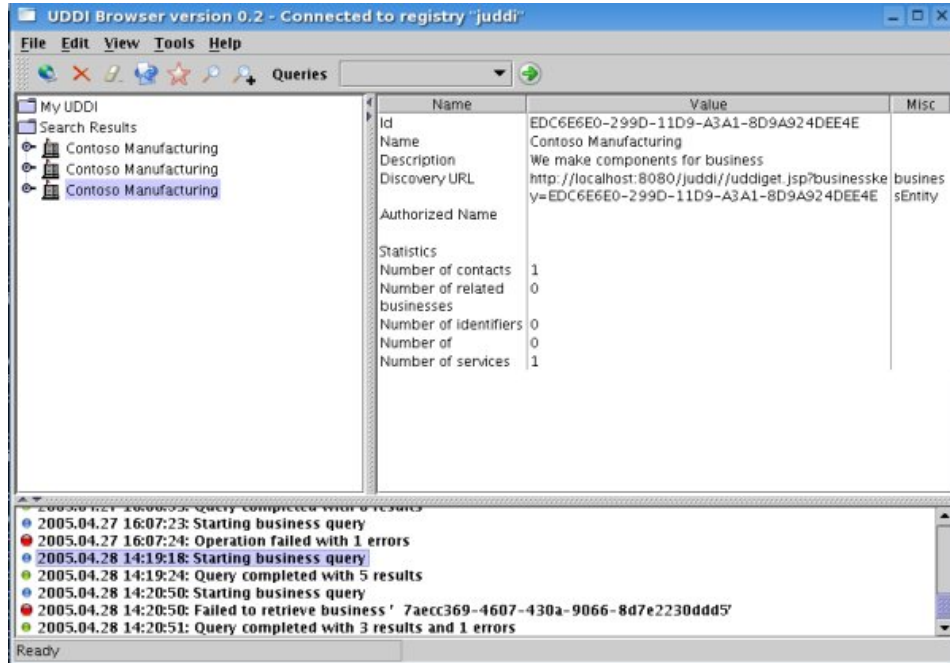 UDDI Browser version 0.2 - Connected to registry "juddi"
File Edit View Tools Help
Queries
My UDDI
Search Results
Contoso Manufacturing
Contoso Manufacturing
Contoso Manufacturing
Name Value Misc
Id EDC6E6E0-299D-11D9-A3A1-8D9A924DEE4E
Name Contoso Manufacturing
Description We make components for business
Discovery URL http://localhost:8080/juddi//uddiget.jsp?businesske busines
y=EDC6E6E0-299D-11D9-A3A1-8D9A924DEE4E sEntity
Authorized Name
Statistics
Number of contacts 1
Number of related 0
businesses
Number of identifiers 0
Number of 0
Number of services 1
Query completed with 6 results
2005.04.27 16:07:23: Starting business query
2005.04.27 16:07:24: Operation failed with 1 errors
2005.04.28 14:19:18: Starting business query
2005.04.28 14:19:24: Query completed with 5 results
2005.04.28 14:20:50: Starting business query
2005.04.28 14:20:50: Failed to retrieve business ' 7aecc369-4607-430a-9066-8d7e2230ddd5'
2005.04.28 14:20:51: Query completed with 3 results and 1 errors
Ready